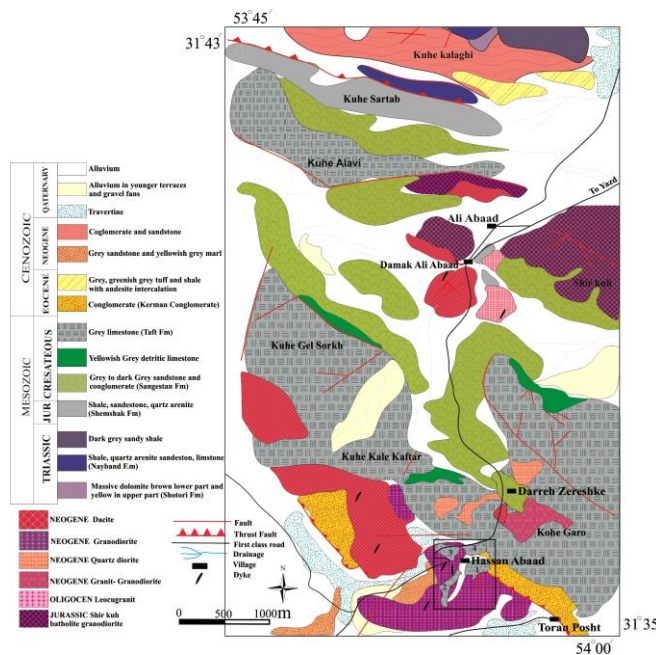 53 45
31 43
Kuhe kalaghi
Kuhe Sartab
Kuhe Alavi
To Yazd
Ali Abaad
Damak Ali Abaad
Shir kuh
Kuhe Gel Sorkh
Kuhe Kale Kaftar
Darreh Zereshke
Kohe Garo
Hassan Abaad
Toran Posht
31 35
54 00
CENOZOIC
QUATERNARY
Alluvium
Alluvium in younger terraces
and gravel fans
Travertine
NEOGENE
Coglomerate and sandstone
Grey sandstone and yellowish grey marl
EOCENE
Grey, greenish grey tuff and shale
with andesite intercalation
Conglomerate (Kerman Conglomerate)
MESOZOIC
CRESATEOUS
Grey limestone (Taft Fm)
Yellowish Grey detritic limestone
Grey to dark Grey sandstone and
conglomerate (Sangestan Fm)
JUR
Shale, sandestone, qartz arenite
(Shemshak Fm)
TRIASSIC
Dark grey sandy shale
Shale, quartz arenite sandeston, limstone
(Nayband F.m)
Massive dolomite brown lower part and
yellow in upper part (Shotori Fm)
NEOGENE Dacite
NEOGENE Granodiorite
NEOGENE Quartz diorite
NEOGENE Granit- Granodiorite
OLIGOCEN Leocugranit
JURASSIC Shir kuh
batholite granodiorite
Fault
Thrust Fault
First class road
Drainage
Village
Dyke
N
0 500 1000 m